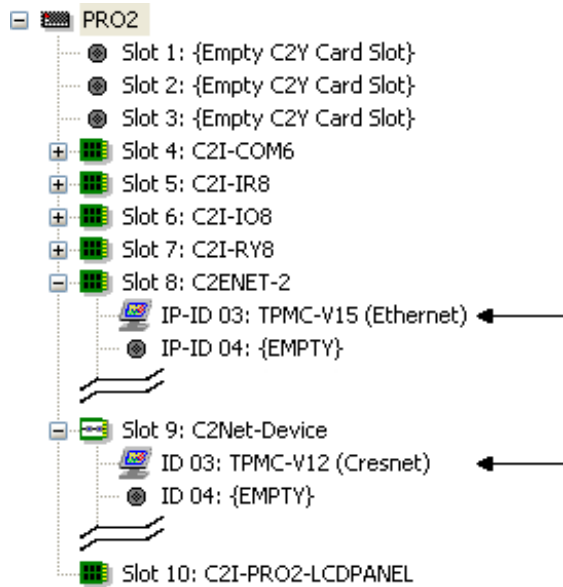 PRO2
Slot 1: {Empty C2Y Card Slot}
Slot 2: {Empty C2Y Card Slot}
Slot 3: {Empty C2Y Card Slot}
Slot 4: C2I-COM6
Slot 5: C2I-IR8
Slot 6: C2I-IO8
Slot 7: C2I-RY8
Slot 8: C2ENET-2
IP-ID 03: TPMC-V15 (Ethernet)
IP-ID 04: {EMPTY}
Slot 9: C2Net-Device
ID 03: TPMC-V12 (Cresnet)
ID 04: {EMPTY}
Slot 10: C2I-PRO2-LCDPANEL